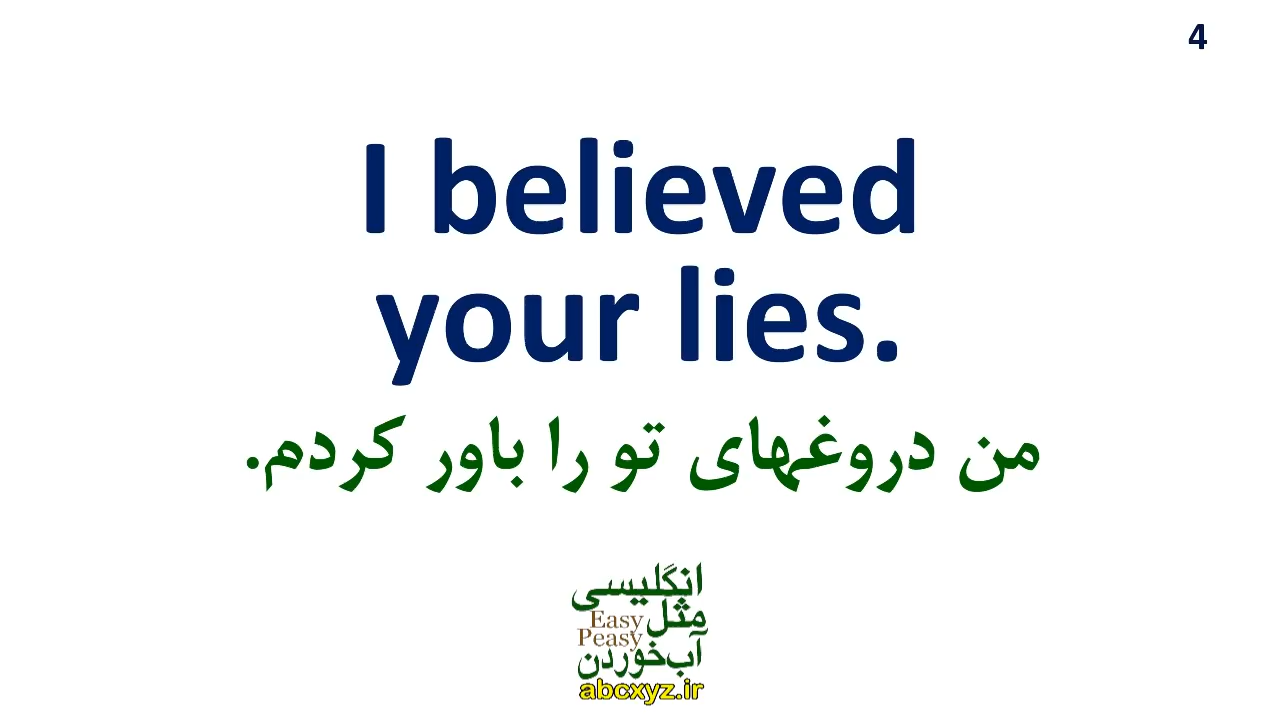 4
I believed
your lies.
من دروغهای تو را باور کردم.
انگلیسی
مثل
Easy
Peasy
آب‌خوردن
abcxyz.ir